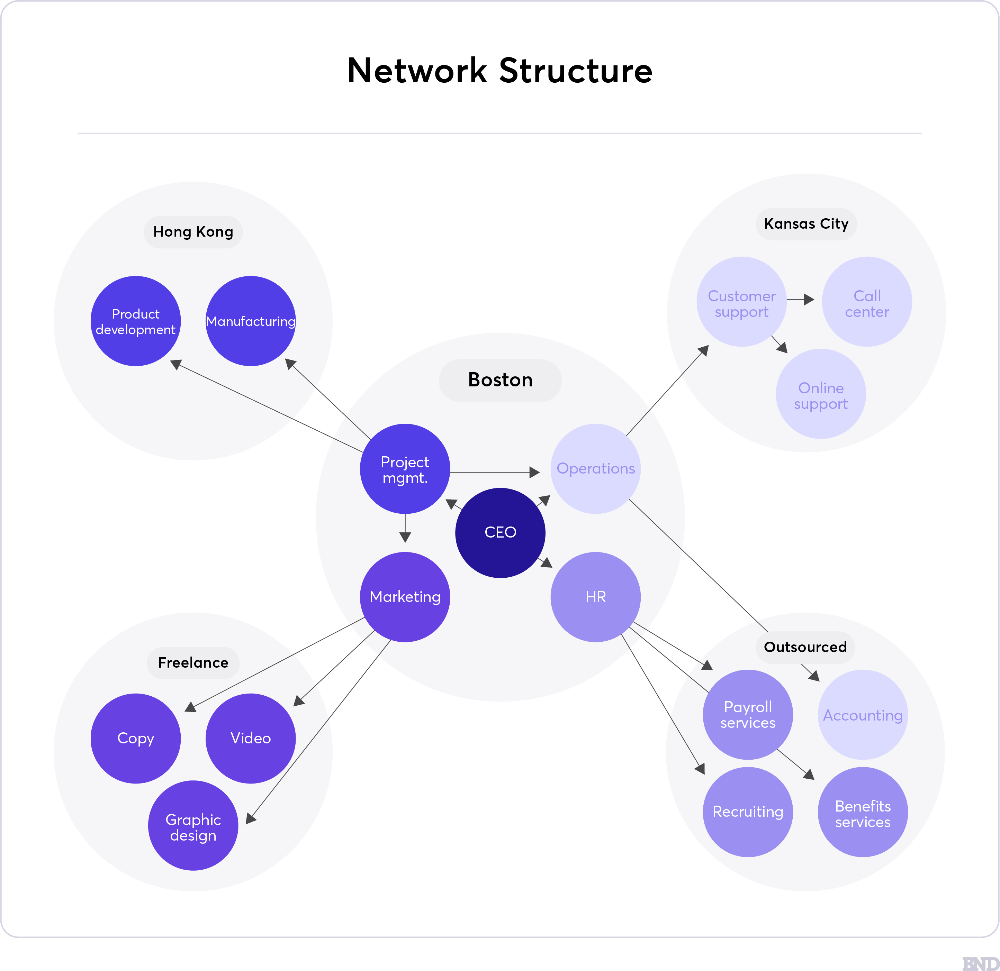 Network Structure
Hong Kong
Product
development
Manufacturing
Kansas City
Customer
support
Call
center
Online
support
Boston
Project
mgmt.
Operations
CEO
Marketing
HR
Freelance
Copy
Video
Graphic
design
Outsourced
Payroll
services
Accounting
Recruiting
Benefits
services
BND